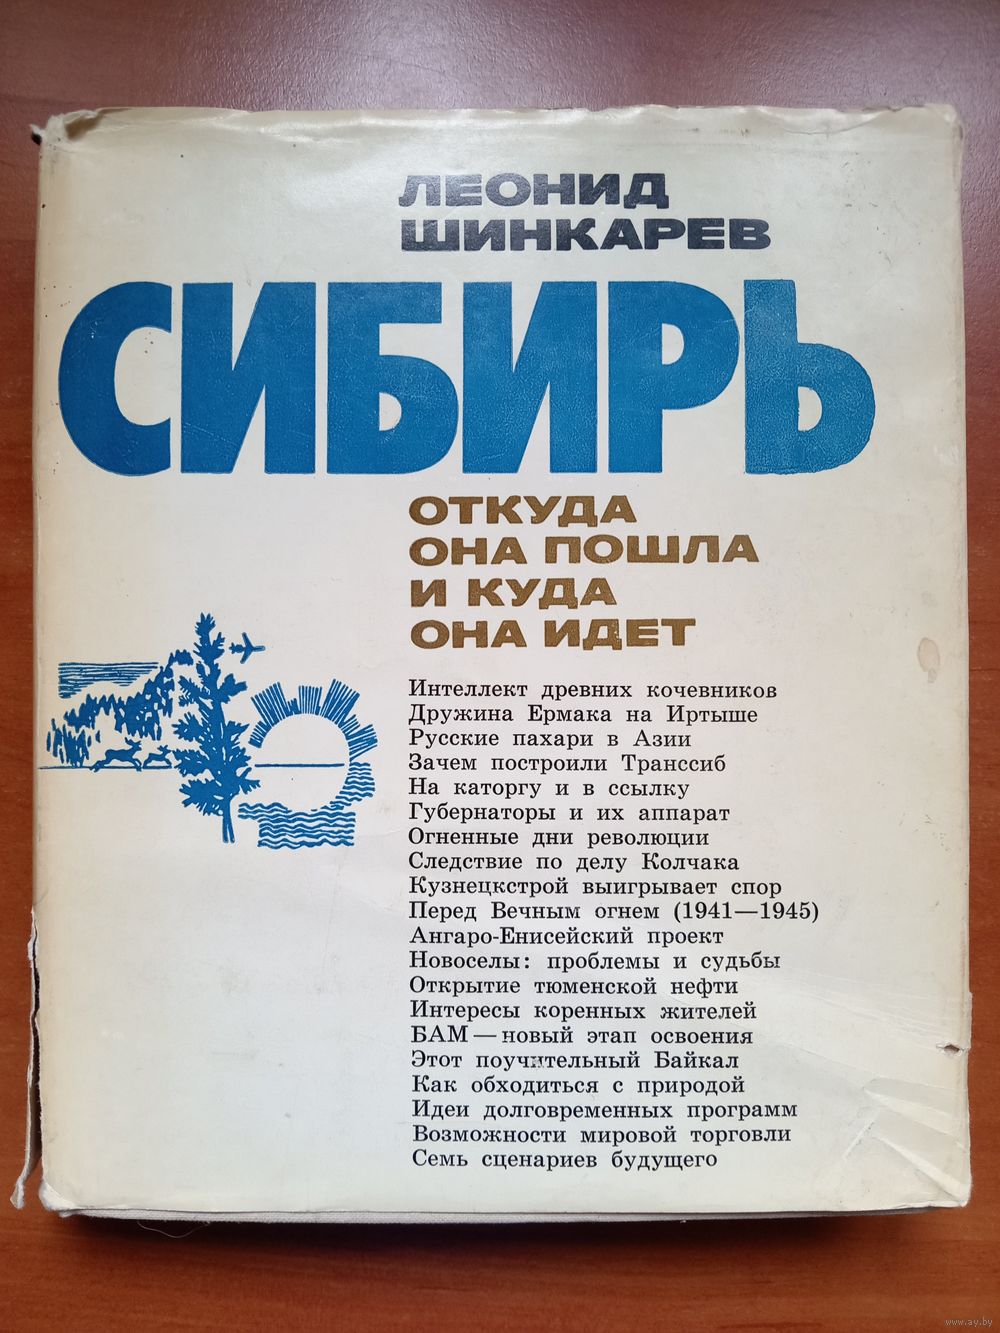 ЛЕОНИД
ШИНКАРЕВ
СИБИРЬ
ОТКУДА
ОНА ПОШЛА
И КУДА
ОНА ИДЕТ
Интеллект древних кочевников
Дружина Ермака на Иртыше
Русские пахари в Азии
Зачем построили Транссиб
На каторгу и в ссылку
Губернаторы и их аппарат
Огненные дни революции
Следствие по делу Колчака
Кузнецкстрой выигрывает спор
Перед Вечным огнем (1941—1945)
Ангаро-Енисейский проект
Новоселы: проблемы и судьбы
Открытие тюменской нефти
Интересы коренных жителей
БАМ — новый этап освоения
Этот поучительный Байкал
Как обходиться с природой
Идеи долговременных программ
Возможности мировой торговли
Семь сценариев будущего
www.ay.by